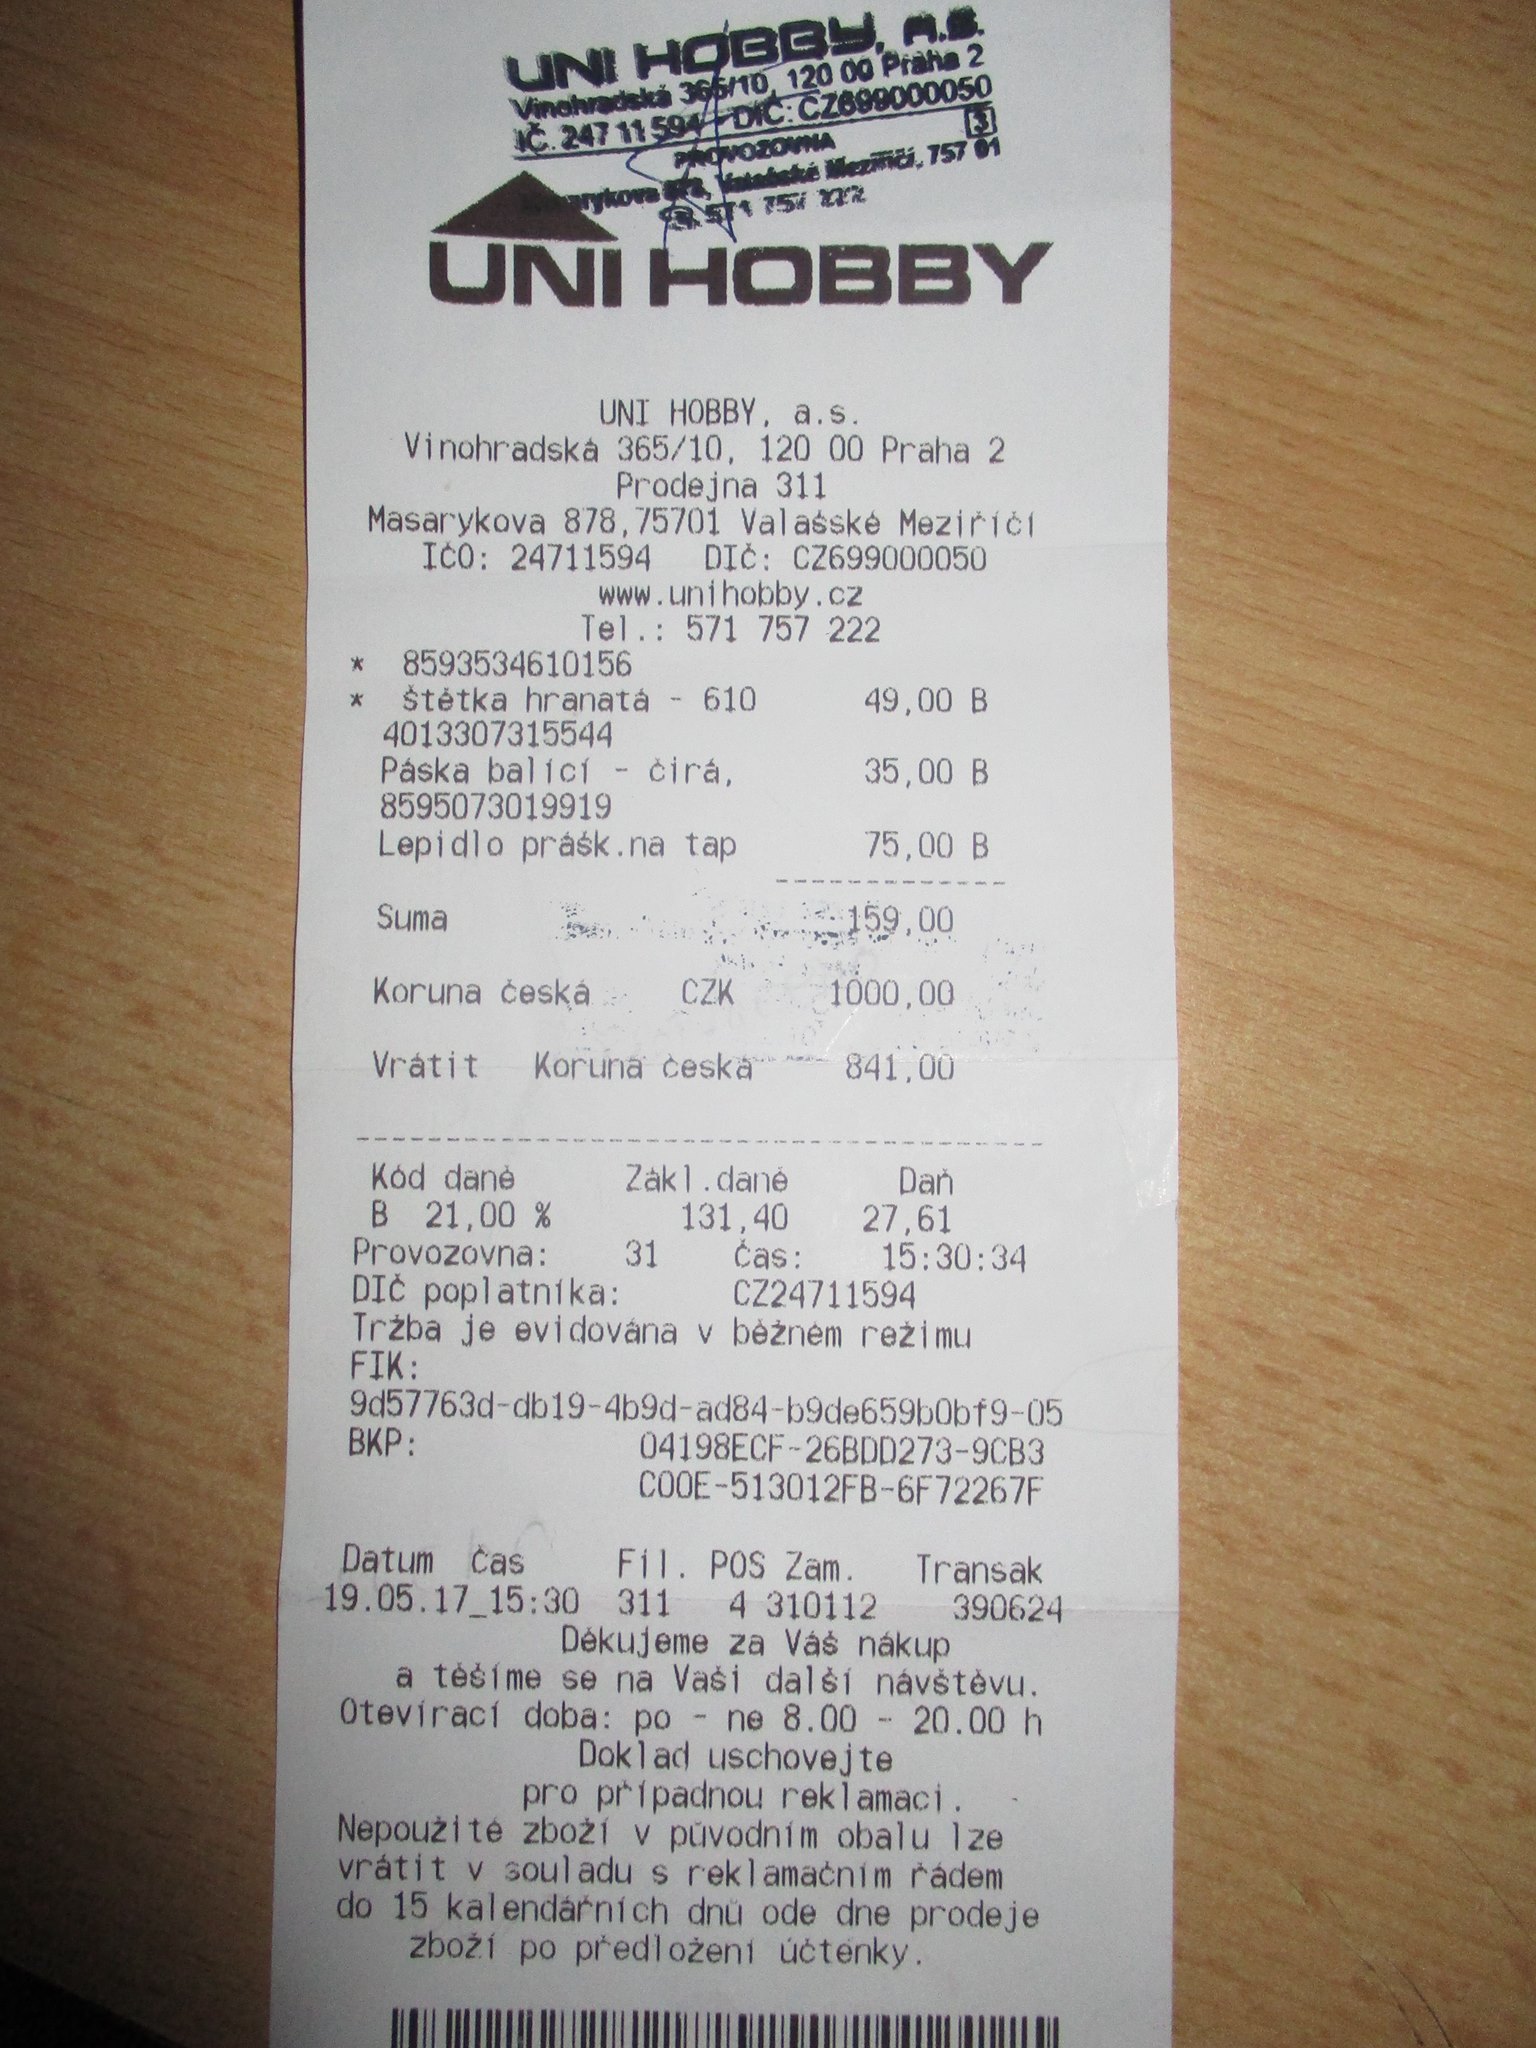 UNI HOBBY, A.S.
Vinohradská 365/10, 120 00 Praha 2
IČ. 247 11 594 - DIČ: CZ699000050
PROVOZOVNA 3
878, Valašské Meziříčí, 757 01
571 757 222
UNI HOBBY
UNI HOBBY, a.s.
Vinohradská 365/10, 120 00 Praha 2
Prodejna 311
Masarykova 878,75701 Valašské Meziříčí
IČO: 24711594 DIČ: CZ699000050
www.unihobby.cz
Tel.: 571 757 222
* 8593534610156
* štětka hranatá - 610 49,00 B
4013307315544
Páska balící - čirá, 35,00 B
8595073019919
Lepidlo prášk.na tap 75,00 B
Suma 159,00
Koruna česká CZK 1000,00
Vrátit Koruna česká 841,00
Kód daně Zákl.daně Daň
B 21,00 % 131,40 27,61
Provozovna: 31 čas: 15:30:34
DIČ poplatníka: CZ24711594
Tržba je evidována v běžném režimu
FIK:
9d57763d-db19-4b9d-ad84-b9de659b0bf9-05
BKP: 04198ECF-26BDD273-9CB3
C00E-513012FB-6F72267F
Datum čas Fil. POS Zam. Transak
19.05.17_15:30 311 4 310112 390624
Děkujeme za Váš nákup
a těšíme se na Vaši další návštěvu.
Otevírací doba: po - ne 8.00 - 20.00 h
Doklad uschovejte
pro případnou reklamaci.
Nepoužité zboží v původním obalu lze
vrátit v souladu s reklamačním řádem
do 15 kalendářních dnů ode dne prodeje
zboží po předložení účtenky.